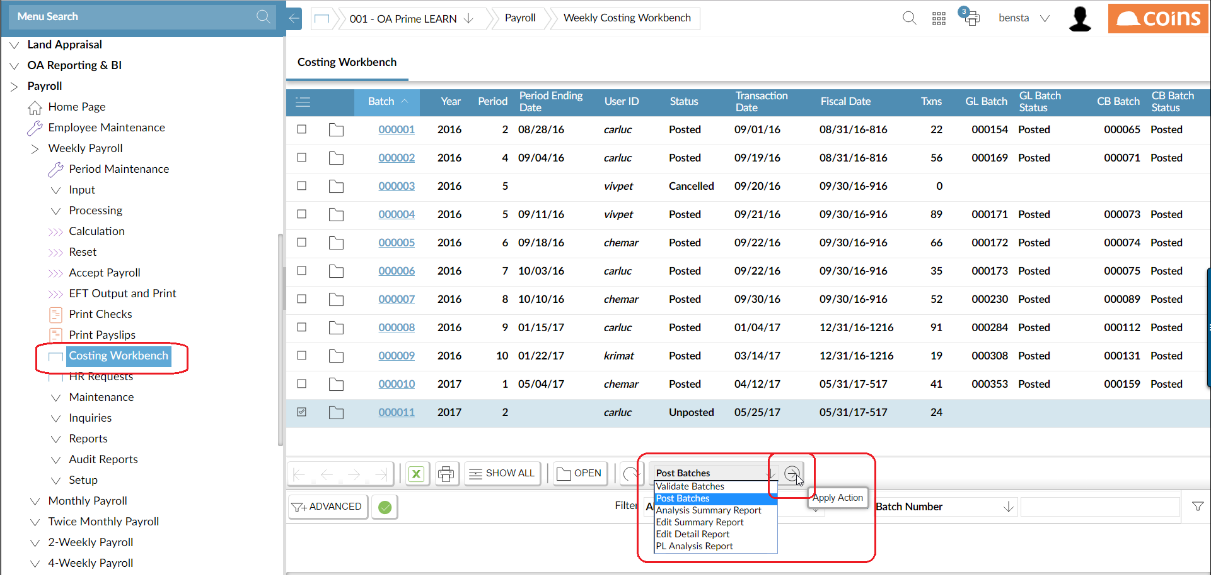 Menu Search
001 - OA Prime LEARN
Payroll
Weekly Costing Workbench
3
bensta
coins
Land Appraisal
OA Reporting & BI
Payroll
Home Page
Employee Maintenance
Weekly Payroll
Period Maintenance
Input
Processing
Calculation
Reset
Accept Payroll
EFT Output and Print
Print Checks
Print Payslips
Costing Workbench
HR Requests
Maintenance
Inquiries
Reports
Audit Reports
Setup
Monthly Payroll
Twice Monthly Payroll
2-Weekly Payroll
4-Weekly Payroll
Costing Workbench
Batch Year Period Period Ending Date User ID Status Transaction Date Fiscal Date Txns GL Batch GL Batch Status CB Batch CB Batch Status
000001 2016 2 08/28/16 carluc Posted 09/01/16 08/31/16-816 22 000154 Posted 000065 Posted
000002 2016 4 09/04/16 carluc Posted 09/19/16 08/31/16-816 56 000169 Posted 000071 Posted
000003 2016 5 vivpet Cancelled 09/20/16 09/30/16-916 0
000004 2016 5 09/11/16 vivpet Posted 09/21/16 09/30/16-916 89 000171 Posted 000073 Posted
000005 2016 6 09/18/16 chemar Posted 09/22/16 09/30/16-916 66 000172 Posted 000074 Posted
000006 2016 7 10/03/16 carluc Posted 09/22/16 09/30/16-916 35 000173 Posted 000075 Posted
000007 2016 8 10/10/16 chemar Posted 09/30/16 09/30/16-916 52 000230 Posted 000089 Posted
000008 2016 9 01/15/17 carluc Posted 01/04/17 12/31/16-1216 91 000284 Posted 000112 Posted
000009 2016 10 01/22/17 krimat Posted 03/14/17 12/31/16-1216 19 000308 Posted 000131 Posted
000010 2017 1 05/04/17 chemar Posted 04/12/17 05/31/17-517 41 000353 Posted 000159 Posted
000011 2017 2 carluc Unposted 05/25/17 05/31/17-517 24
SHOW ALL
OPEN
Post Batches
Validate Batches
Post Batches
Analysis Summary Report
Edit Summary Report
Edit Detail Report
PL Analysis Report
Apply Action
ADVANCED
Filter
Batch Number